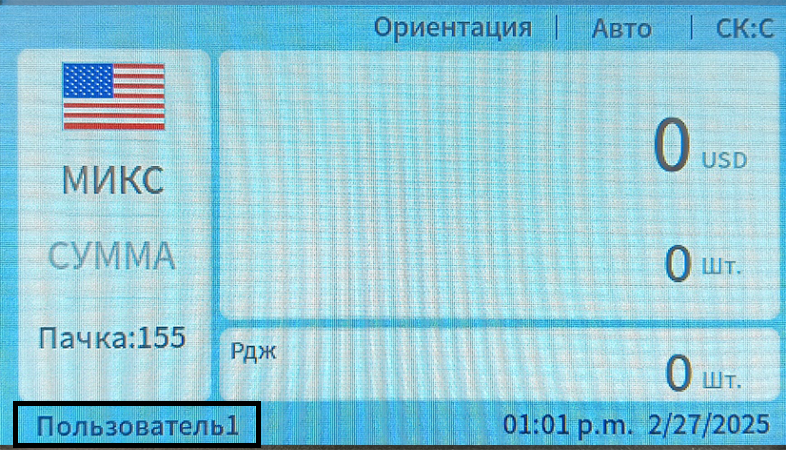 Ориентация | Авто | СК:С
МИКС
0 USD
СУММА
0 Шт.
Пачка:155
Рдж
0 Шт.
Пользователь1
01:01 p.m. 2/27/2025